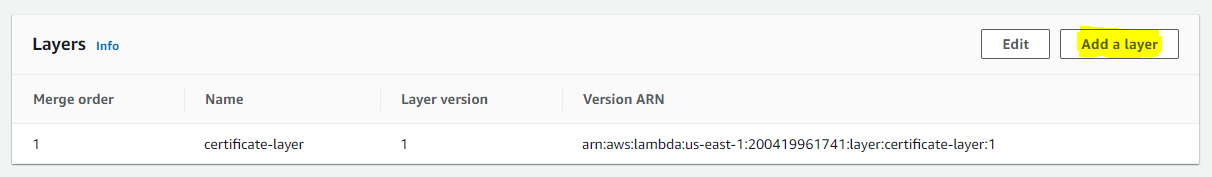 Layers Info Edit Add a layer
Merge order Name Layer version Version ARN
1 certificate-layer 1 arn:aws:lambda:us-east-1:200419961741:layer:certificate-layer:1